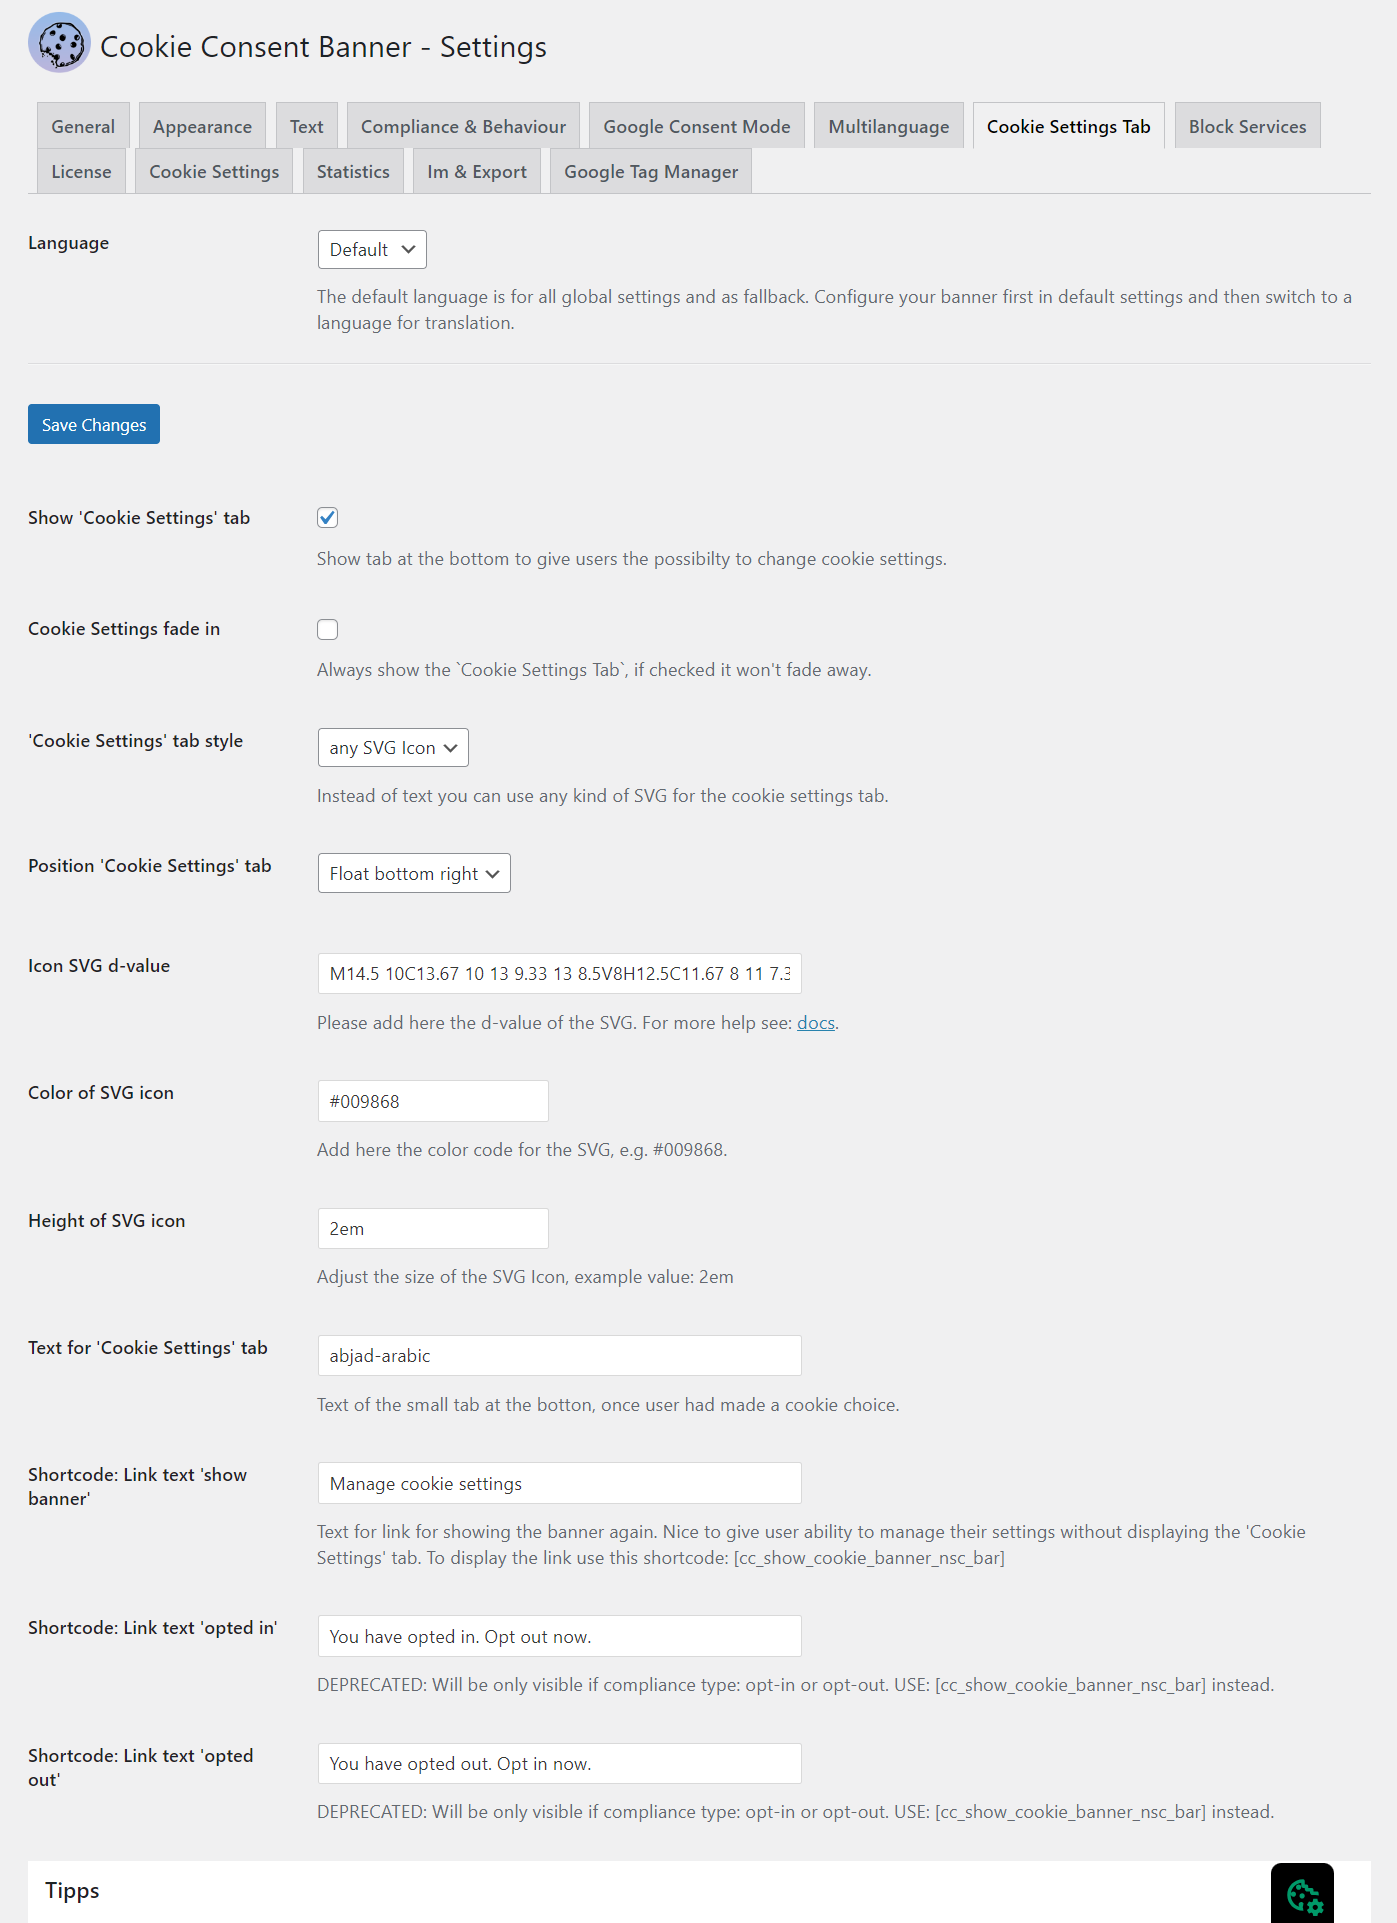 Cookie Consent Banner - Settings
General
Appearance
Text
Compliance & Behaviour
Google Consent Mode
Multilanguage
Cookie Settings Tab
Block Services
License
Cookie Settings
Statistics
Im & Export
Google Tag Manager
Language
Default
The default language is for all global settings and as fallback. Configure your banner first in default settings and then switch to a
language for translation.
Save Changes
Show 'Cookie Settings' tab
Show tab at the bottom to give users the possibilty to change cookie settings.
Cookie Settings fade in
Always show the `Cookie Settings Tab`, if checked it won't fade away.
'Cookie Settings' tab style
any SVG Icon
Instead of text you can use any kind of SVG for the cookie settings tab.
Position 'Cookie Settings' tab
Float bottom right
Icon SVG d-value
M14.5 10C13.67 10 13 9.33 13 8.5V8H12.5C11.67 8 11 7.3
Please add here the d-value of the SVG. For more help see: docs.
Color of SVG icon
#009868
Add here the color code for the SVG, e.g. #009868.
Height of SVG icon
2em
Adjust the size of the SVG Icon, example value: 2em
Text for 'Cookie Settings' tab
abjad-arabic
Text of the small tab at the botton, once user had made a cookie choice.
Shortcode: Link text 'show
banner'
Manage cookie settings
Text for link for showing the banner again. Nice to give user ability to manage their settings without displaying the 'Cookie
Settings' tab. To display the link use this shortcode: [cc_show_cookie_banner_nsc_bar]
Shortcode: Link text 'opted in'
You have opted in. Opt out now.
DEPRECATED: Will be only visible if compliance type: opt-in or opt-out. USE: [cc_show_cookie_banner_nsc_bar] instead.
Shortcode: Link text 'opted
out'
You have opted out. Opt in now.
DEPRECATED: Will be only visible if compliance type: opt-in or opt-out. USE: [cc_show_cookie_banner_nsc_bar] instead.
Tipps